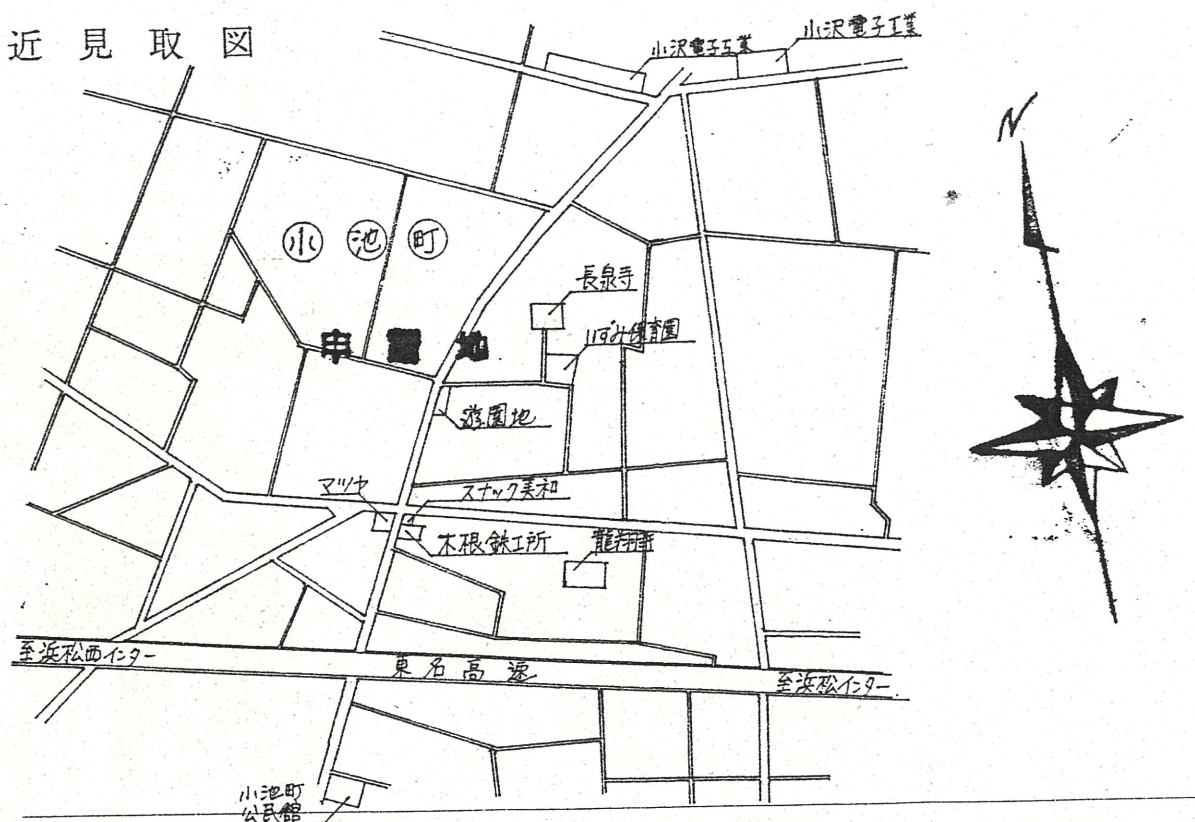 近見取図
小沢電子工業
小沢電子工業
N
小池町
長泉寺
いずみ保育園
申請地
遊園地
マツヤ
スナック美和
木根鉄工所
至浜松西インター
東名高速
至浜松インター
小池町
公民館